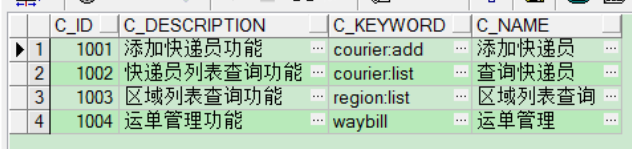 C_ID C_DESCRIPTION C_KEYWORD C_NAME
1 1001 添加快递员功能 ··· courier:add ··· 添加快递员 ···
2 1002 快递员列表查询功能 ··· courier:list ··· 查询快递员 ···
3 1003 区域列表查询功能 ··· region:list ··· 区域列表查询 ···
4 1004 运单管理功能 ··· waybill ··· 运单管理 ···